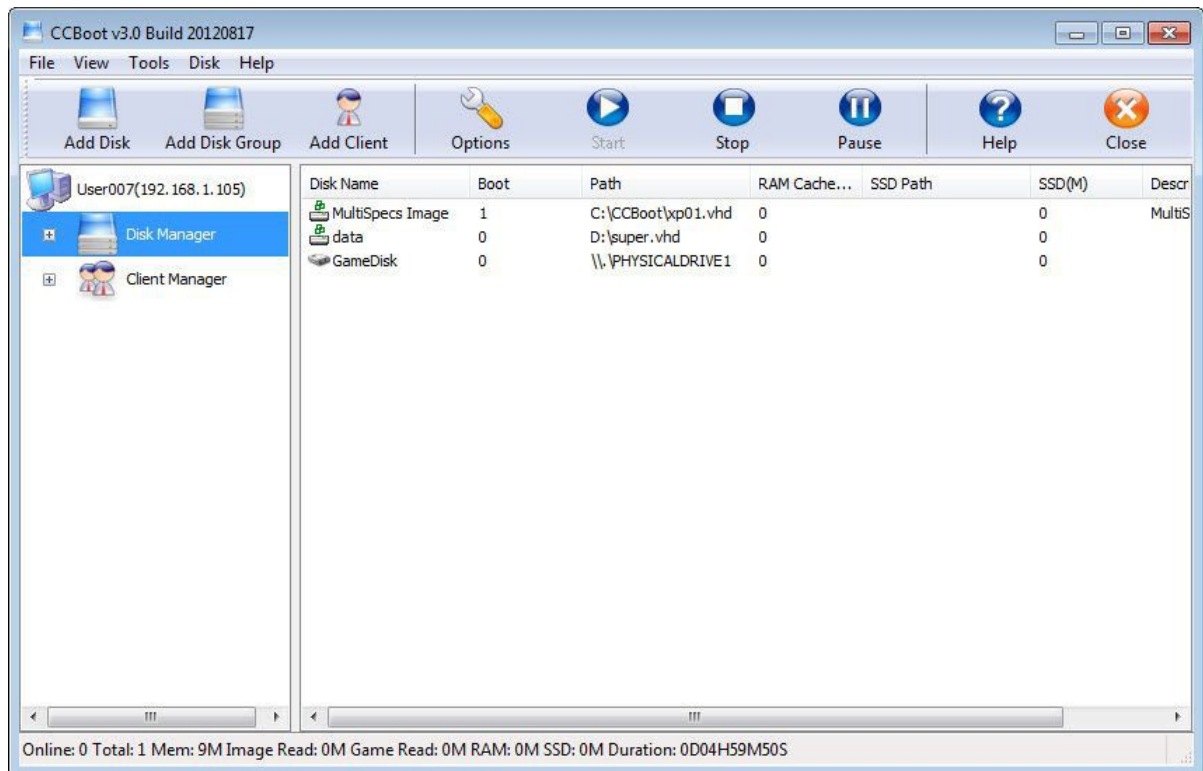 CCBoot v3.0 Build 20120817
File View Tools Disk Help
Add Disk Add Disk Group Add Client Options Start Stop Pause Help Close
User007(192.168.1.105)
Disk Manager
Client Manager
Disk Name Boot Path RAM Cache... SSD Path SSD(M) Descr
MultiSpecs Image 1 C:\CCBoot\xp01.vhd 0 0 MultiS
data 0 D:\super.vhd 0 0
GameDisk 0 \\.\PHYSICALDRIVE1 0 0
Online: 0 Total: 1 Mem: 9M Image Read: 0M Game Read: 0M RAM: 0M SSD: 0M Duration: 0D04H59M50S